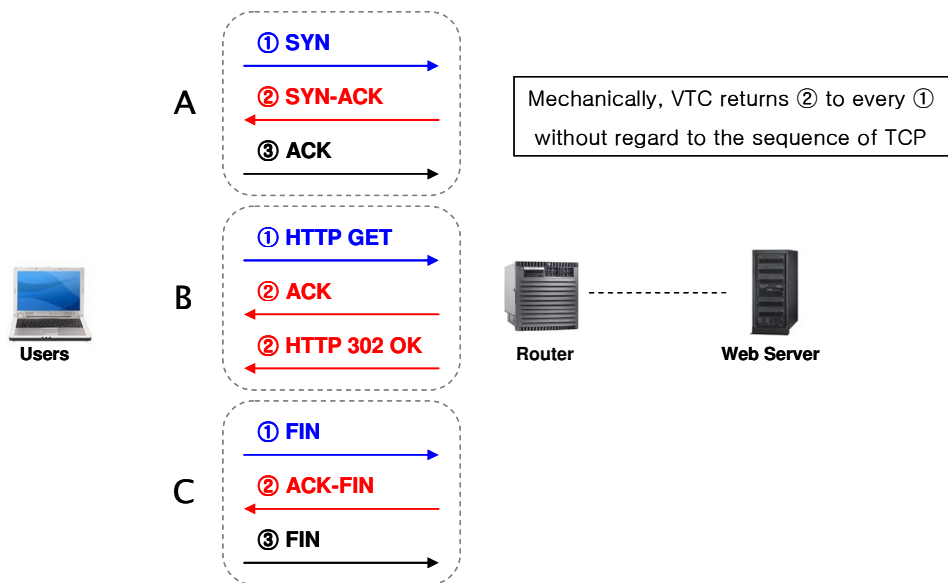 A
① SYN
② SYN-ACK
③ ACK
Mechanically, VTC returns ② to every ①
without regard to the sequence of TCP
B
① HTTP GET
② ACK
② HTTP 302 OK
Users
Router
Web Server
C
① FIN
② ACK-FIN
③ FIN